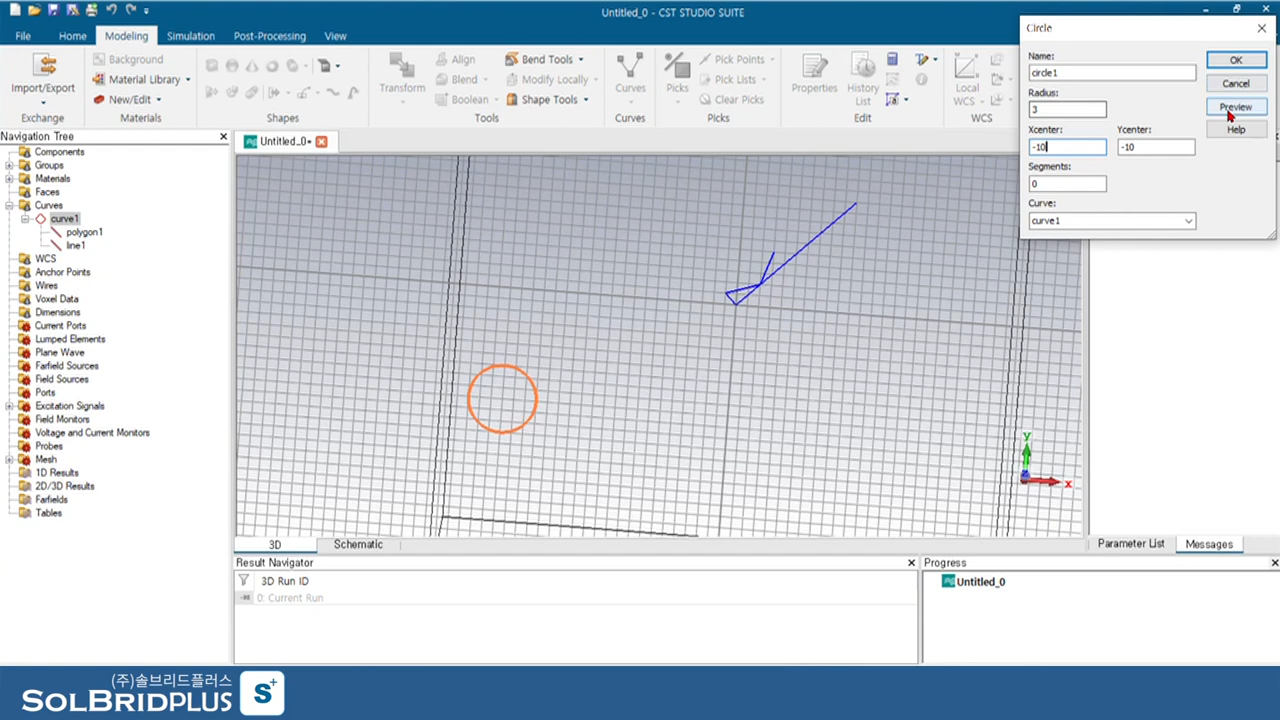 Untitled_0 - CST STUDIO SUITE
File Home Modeling Simulation Post-Processing View
Import/Export
Exchange
Background
Material Library
New/Edit
Materials
Shapes
Transform
Align
Blend
Boolean
Bend Tools
Modify Locally
Shape Tools
Tools
Curves
Curves
Picks
Pick Points
Pick Lists
Clear Picks
Picks
Properties
History
List
Edit
Local
WCS
WCS
Circle
Name:
circle1
Radius:
3
Xcenter: Ycenter:
-10 -10
Segments:
0
Curve:
curve1
OK
Cancel
Preview
Help
Navigation Tree
Components
Groups
Materials
Faces
Curves
curve1
polygon1
line1
WCS
Anchor Points
Wires
Voxel Data
Dimensions
Current Ports
Lumped Elements
Plane Wave
Farfield Sources
Field Sources
Ports
Excitation Signals
Field Monitors
Voltage and Current Monitors
Probes
Mesh
1D Results
2D/3D Results
Farfields
Tables
Untitled_0*
y
x
3D Schematic
Parameter List Messages
Result Navigator
3D Run ID
0: Current Run
Progress
Untitled_0
(주)솔브리드플러스
SOLBRIDPLUS
S+